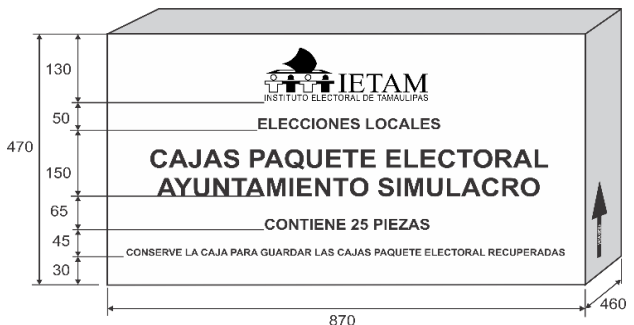 130
50
470
150
65
45
30
IETAM
INSTITUTO ELECTORAL DE TAMAULIPAS
ELECCIONES LOCALES
CAJAS PAQUETE ELECTORAL
AYUNTAMIENTO SIMULACRO
CONTIENE 25 PIEZAS
CONSERVE LA CAJA PARA GUARDAR LAS CAJAS PAQUETE ELECTORAL RECUPERADAS
460
870